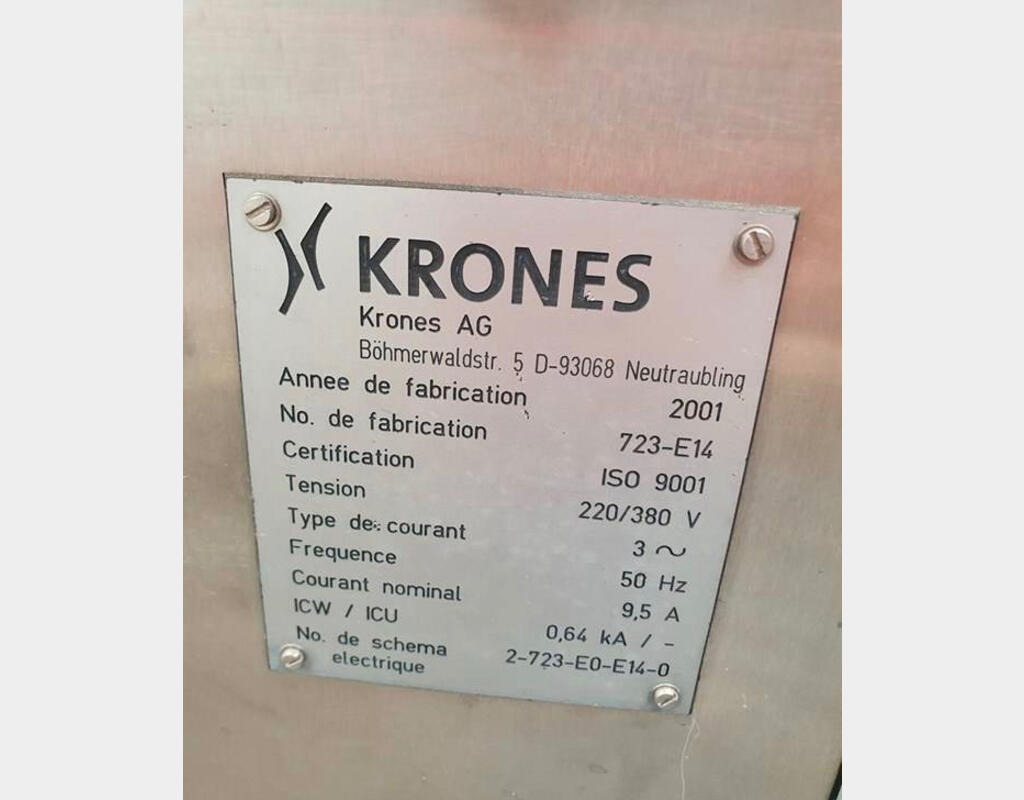 KRONES
Krones AG
Böhmerwaldstr. 5 D-93068 Neutraubling
Annee de fabrication 2001
No. de fabrication 723-E14
Certification ISO 9001
Tension 220/380 V
Type de courant 3 ~
Frequence 50 Hz
Courant nominal 9,5 A
ICW / ICU 0,64 kA / -
No. de schema 2-723-E0-E14-0
electrique